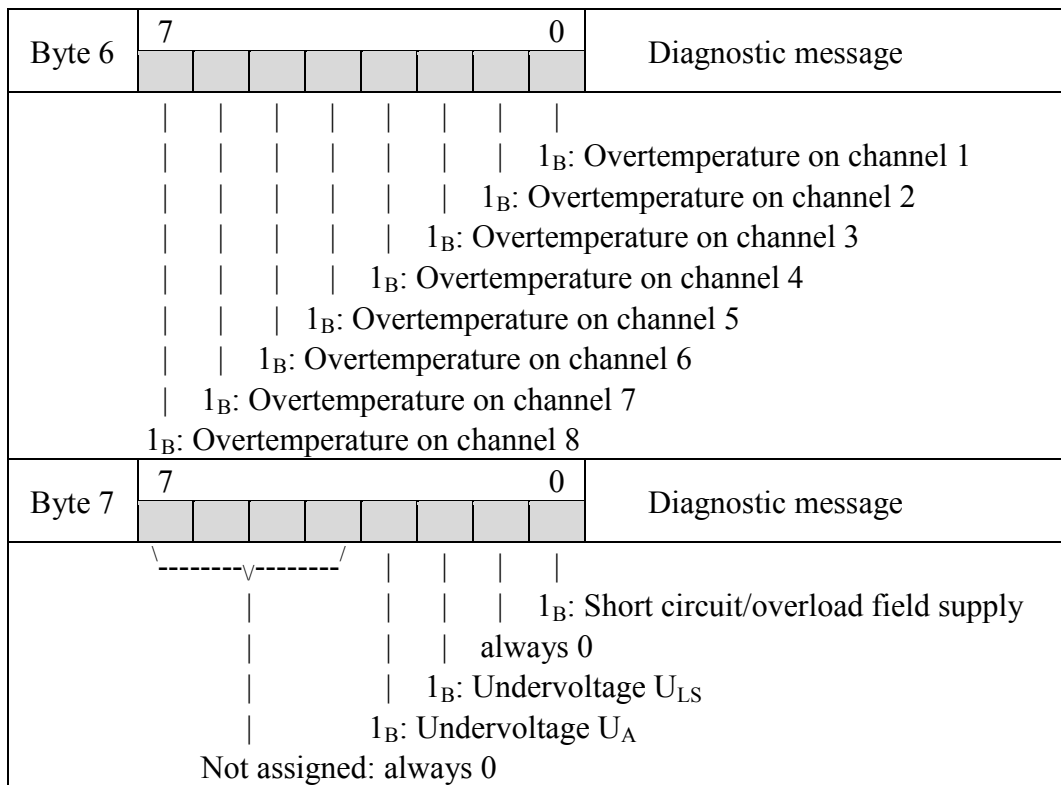 Byte 6 7 0 Diagnostic message
1B: Overtemperature on channel 1
1B: Overtemperature on channel 2
1B: Overtemperature on channel 3
1B: Overtemperature on channel 4
1B: Overtemperature on channel 5
1B: Overtemperature on channel 6
1B: Overtemperature on channel 7
1B: Overtemperature on channel 8
Byte 7 7 0 Diagnostic message
1B: Short circuit/overload field supply
always 0
1B: Undervoltage ULS
1B: Undervoltage UA
Not assigned: always 0